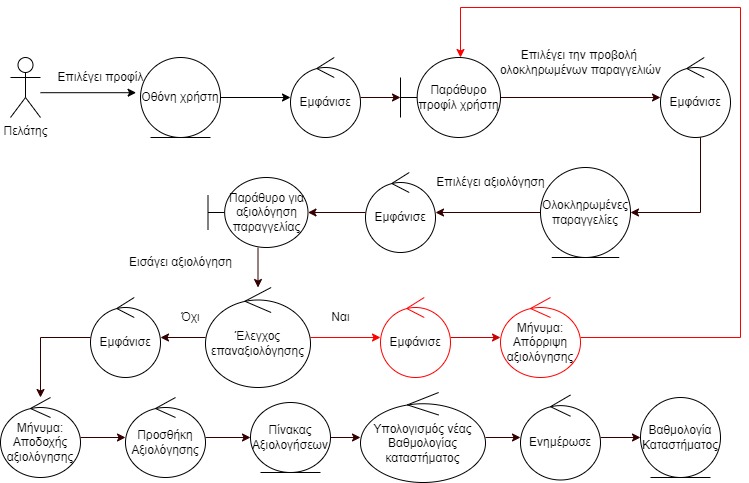 Επιλέγει προφίλ
Πελάτης
Οθόνη χρήστη
Εμφάνισε
Παράθυρο
προφίλ χρήστη
Επιλέγει την προβολή
ολοκληρωμένων παραγγελιών
Εμφάνισε
Ολοκληρωμένες
παραγγελίες
Επιλέγει αξιολόγηση
Εμφάνισε
Παράθυρο για
αξιολόγηση
παραγγελίας
Εισάγει αξιολόγηση
Έλεγχος
επαναξιολόγησης
Ναι
Εμφάνισε
Μήνυμα:
Απόρριψη
αξιολόγησης
Όχι
Εμφάνισε
Μήνυμα:
Αποδοχής
αξιολόγησης
Προσθήκη
Αξιολόγησης
Πίνακας
Αξιολογήσεων
Υπολογισμός νέας
Βαθμολογίας
καταστήματος
Ενημέρωσε
Βαθμολογία
Καταστήματος